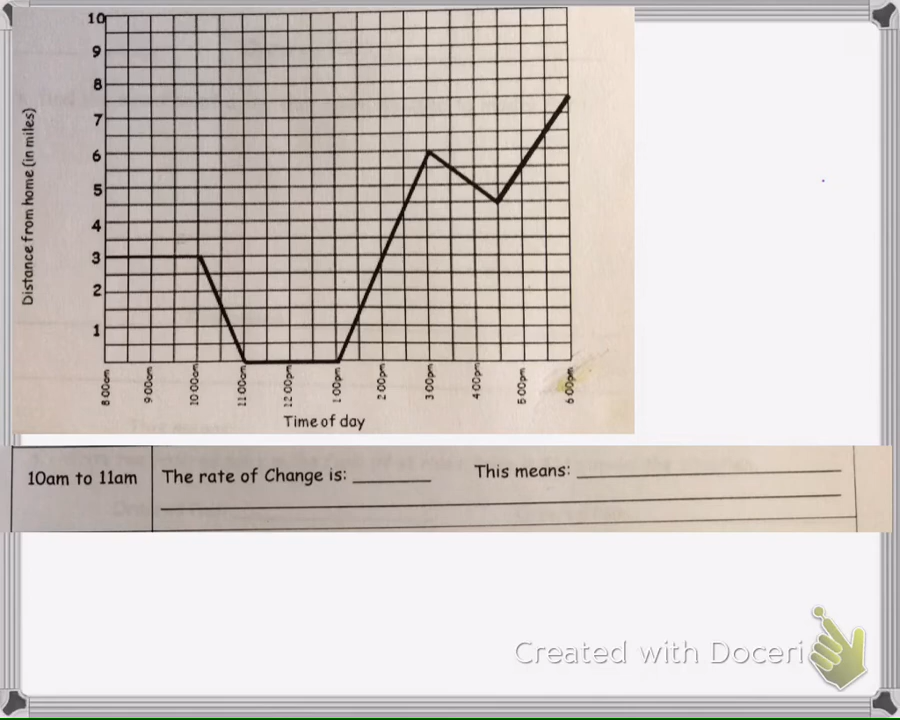 10
9
8
7
6
5
4
3
2
1
Distance from home (in miles)
8:00am 9:00am 10:00am 11:00am 12:00pm 1:00pm 2:00pm 3:00pm 4:00pm 5:00pm 6:00pm
Time of day
10am to 11am The rate of Change is: ________ This means: ________
Created with Doceri